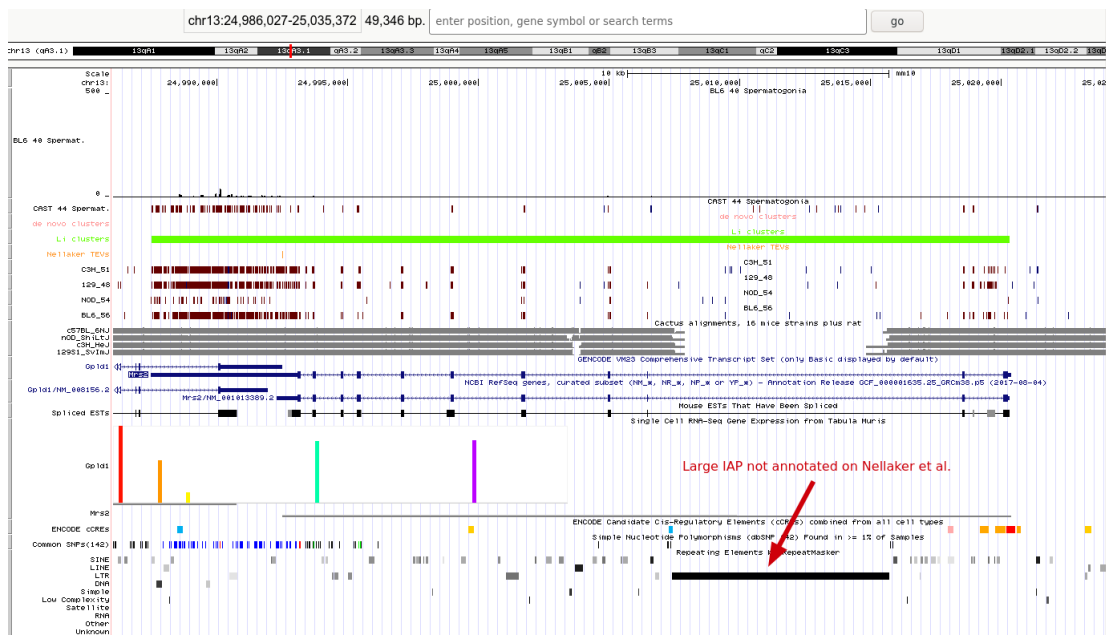 chr13:24,986,027-25,035,372 49,346 bp. enter position, gene symbol or search terms go
chr13 (qA3.1) 13qA1 13qA2 13qA3.1 qA3.2 13qA3.3 13qA4 13qA5 13qB1 qB2 13qB3 13qC1 qC2 13qC3 13qD1 13qD2.1 13qD2.2
Scale 10 kb mm10
chr13: 24,990,000 24,995,000 25,000,000 25,005,000 25,010,000 25,015,000 25,020,000 25,02
500 BL6 40 Spermatogonia
BL6 40 Spermat.
0
CAST 44 Spermatogonia
CAST 44 Spermat.
de novo clusters
de novo clusters
Li clusters
Li clusters
Nellaker TEVs
Nellaker TEVs
C3H_51
C3H_51
129_48
129_48
NOD_54
NOD_54
BL6_56
BL6_56
Cactus alignments, 16 mice strains plus rat
c57BL_6NJ
nOD_ShiLtJ
c3H_HeJ
129S1_SvImJ
GENCODE VM23 Comprehensive Transcript Set (only Basic displayed by default)
Gpld1
Mrs2
NCBI RefSeq genes, curated subset (NM_*, NR_*, NP_* or YP_*) - Annotation Release GCF_000001635.25_GRCm38.p5 (2017-08-04)
Gpld1/NM_008156.2
Mrs2/NM_001013389.2
Mouse ESTs That Have Been Spliced
Spliced ESTs
Single Cell RNA-Seq Gene Expression from Tabula Muris
Gpld1
Large IAP not annotated on Nellaker et al.
Mrs2
ENCODE Candidate Cis-Regulatory Elements (cCREs) combined from all cell types
ENCODE cCREs
Simple Nucleotide Polymorphisms (dbSNP 142) Found in >= 1% of Samples
Common SNPs(142)
Repeating Elements by RepeatMasker
SINE
LINE
LTR
DNA
Simple
Low Complexity
Satellite
RNA
Other
Unknown